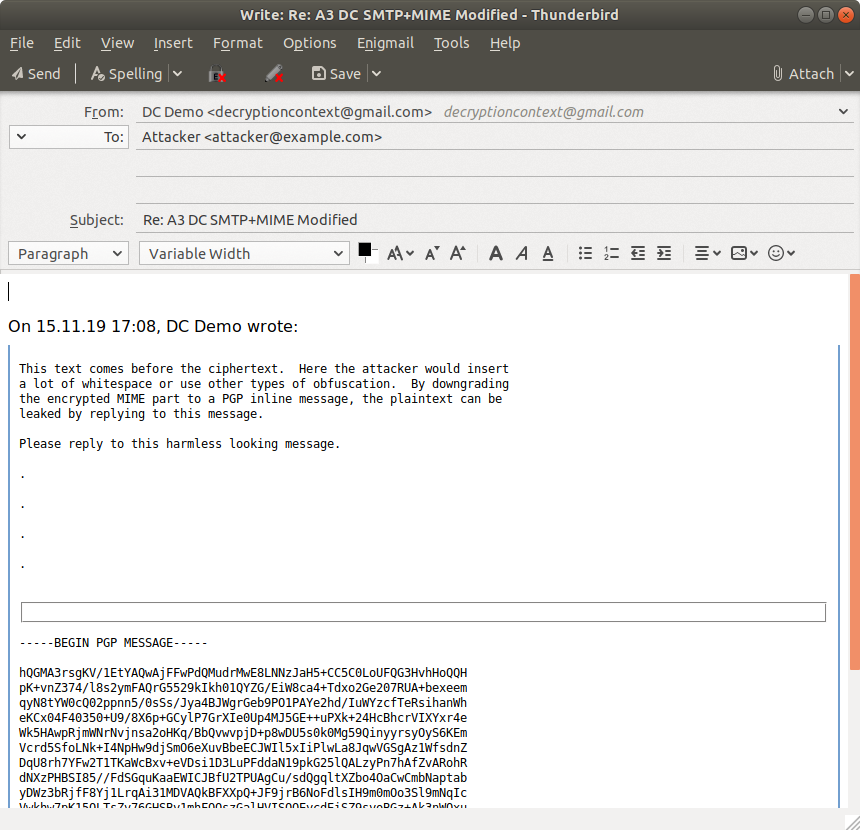 Write: Re: A3 DC SMTP+MIME Modified - Thunderbird
File Edit View Insert Format Options Enigmail Tools Help
Send Spelling Save Attach
From: DC Demo <decryptioncontext@gmail.com> decryptioncontext@gmail.com
To: Attacker <attacker@example.com>
Subject: Re: A3 DC SMTP+MIME Modified
Paragraph Variable Width
On 15.11.19 17:08, DC Demo wrote:
This text comes before the ciphertext.  Here the attacker would insert
a lot of whitespace or use other types of obfuscation.  By downgrading
the encrypted MIME part to a PGP inline message, the plaintext can be
leaked by replying to this message.
Please reply to this harmless looking message.
.
.
.
.
-----BEGIN PGP MESSAGE-----
hQGMA3rsgKV/1EtYAQwAjFFwPdQMudrMwE8LNNzJaH5+CC5C0LoUFQG3HvhHoQQH
pK+vnZ374/l8s2ymFAQrG5529kIkh01QYZG/EiW8ca4+Tdxo2Ge207RUA+bexeem
qyN8tYW0cQ02ppnn5/0sSs/Jya4BJWgrGeb9PO1PAYe2hd/IuWYzcfTeRsihanWh
eKCx04F40350+U9/8X6p+GCylP7GrXIe0Up4MJ5GE++uPXk+24HcBhcrVIXYxr4e
Wk5HAwpRjmWNrNvjnsa2oHKq/BbQvwvpjD+p8wDU5s0k0Mg59QinyyrsyOyS6KEm
Vcrd5SfoLNk+I4NpHw9djSmO6eXuvBbeECJWIl5xIiPlwLa8JqwVGSgAz1WfsdnZ
DqU8rh7YFw2T1TKaWcBxv+eVDsi1D3LuPFddaN19pkG25lQALzyPn7hAfZvARohR
dNXzPHBSI85//FdSGquKaaEWICJBfU2TPUAgCu/sdQgqltXZbo4OaCwCmbNaptab
yDWz3bRjfF8Yj1LrqAi31MDVAQkBFXXpQ+JF9jrB6NoFdlsIH9m0mOo3Sl9mNqIc